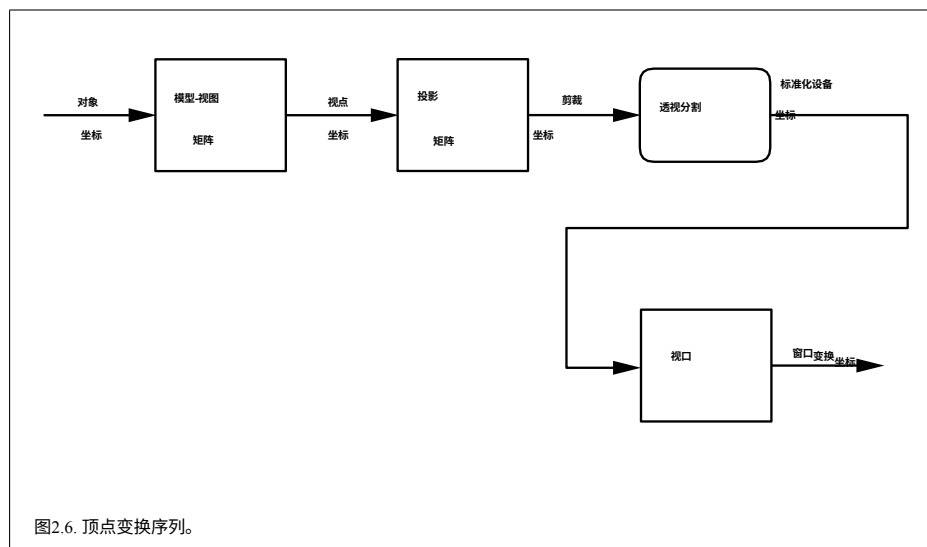 对象
坐标
模型-视图
矩阵
视点
坐标
投影
矩阵
剪裁
坐标
透视分割
标准化设备
坐标
视口
窗口变换坐标
图2.6. 顶点变换序列。